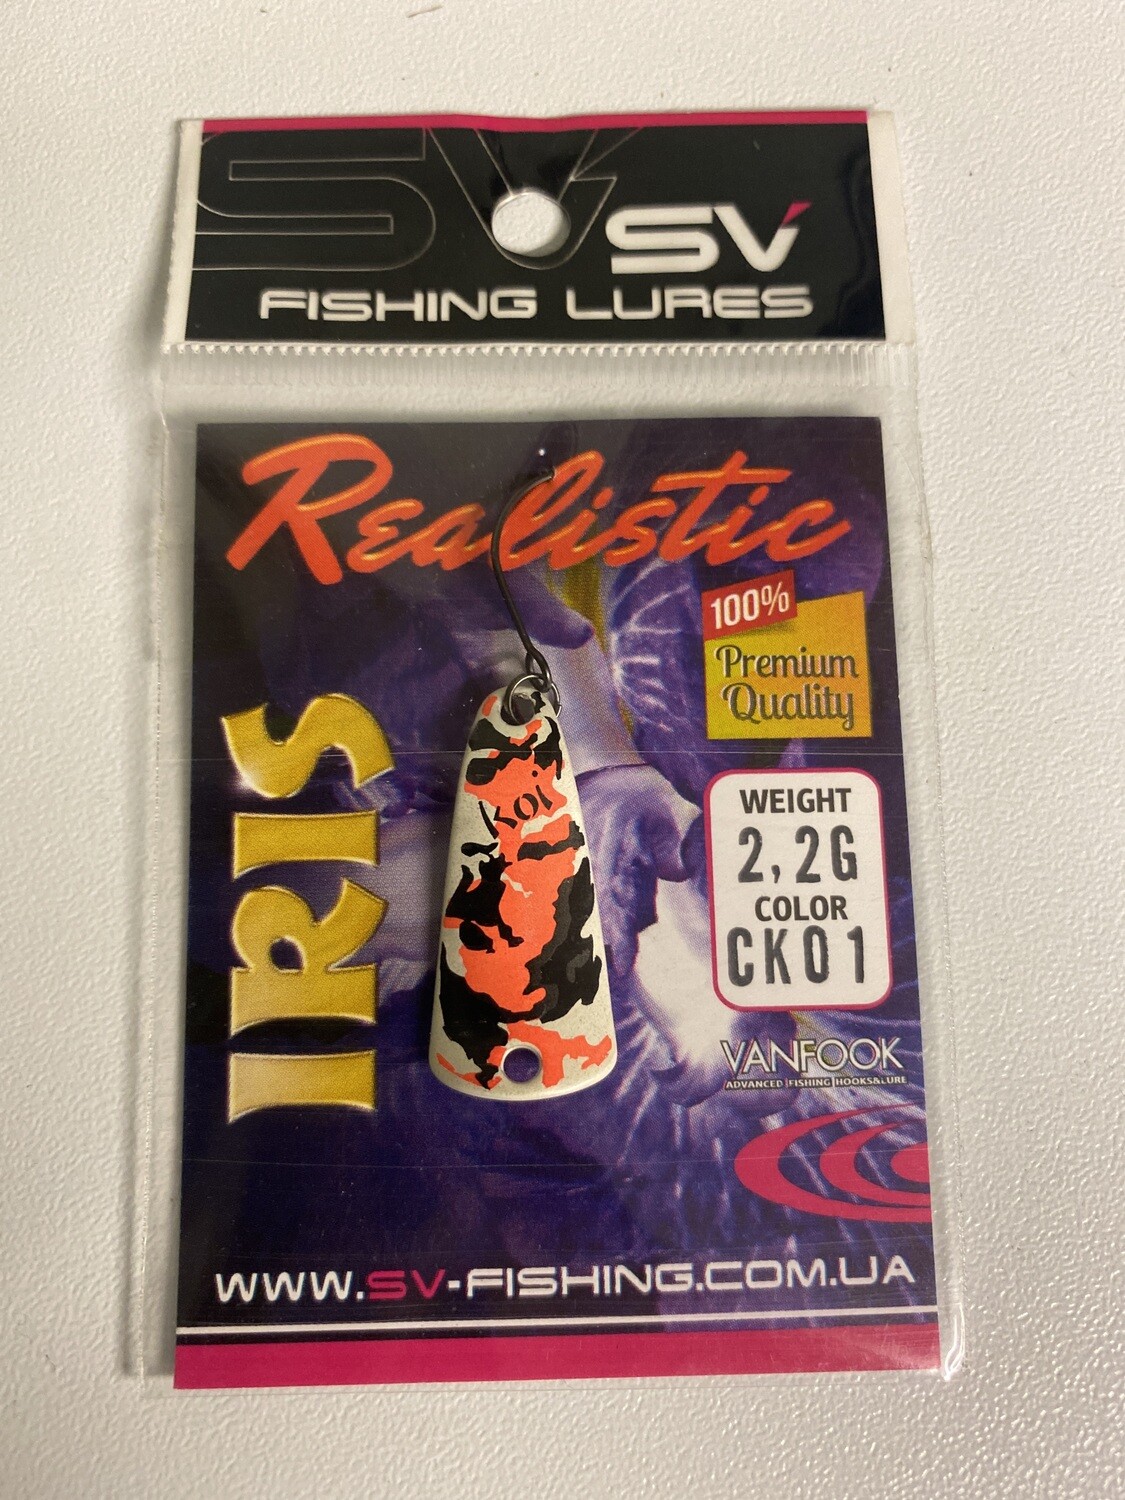 SV
SV
FISHING LURES
Realistic
100%
Premium
Quality
IRIS
Koi
WEIGHT
2,2G
COLOR
CK01
VANFOOK
ADVANCED FISHING HOOKS&LURE
WWW.SV-FISHING.COM.UA